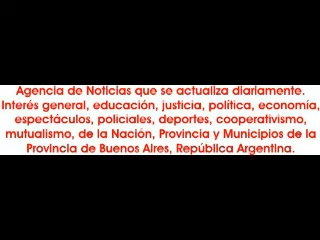 Agencia de Noticias que se actualiza diariamente.
Interés general, educación, justicia, política, economía,
espectáculos, policiales, deportes, cooperativismo,
mutualismo, de la Nación, Provincia y Municipios de la
Provincia de Buenos Aires, República Argentina.